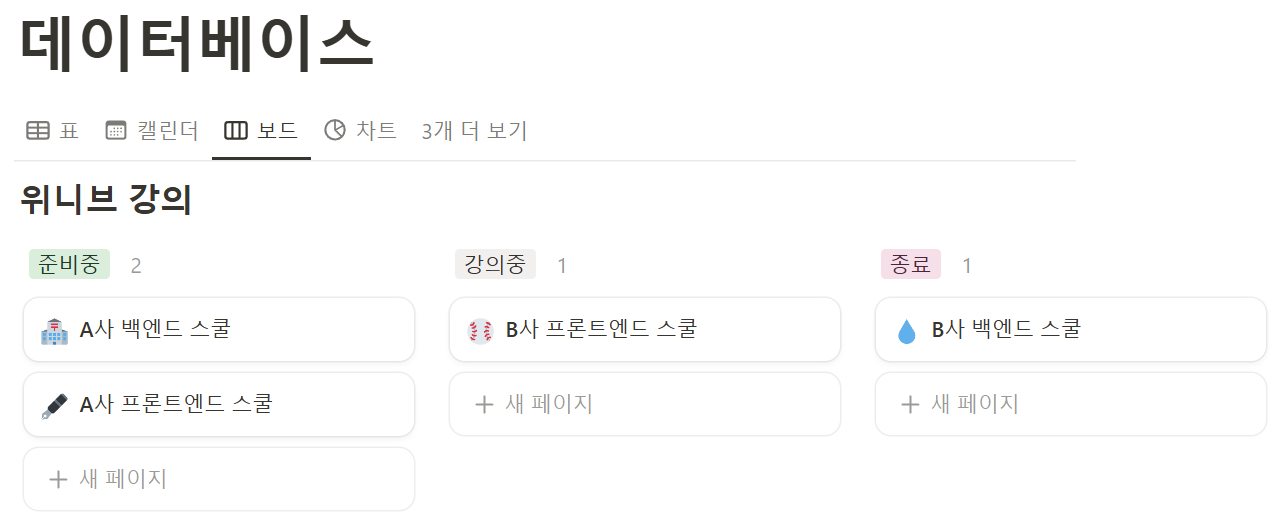 데이터베이스
표 캘린더 보드 차트 3개 더 보기
위니브 강의
준비중 2
A사 백엔드 스쿨
A사 프론트엔드 스쿨
+ 새 페이지
강의중 1
B사 프론트엔드 스쿨
+ 새 페이지
종료 1
B사 백엔드 스쿨
+ 새 페이지